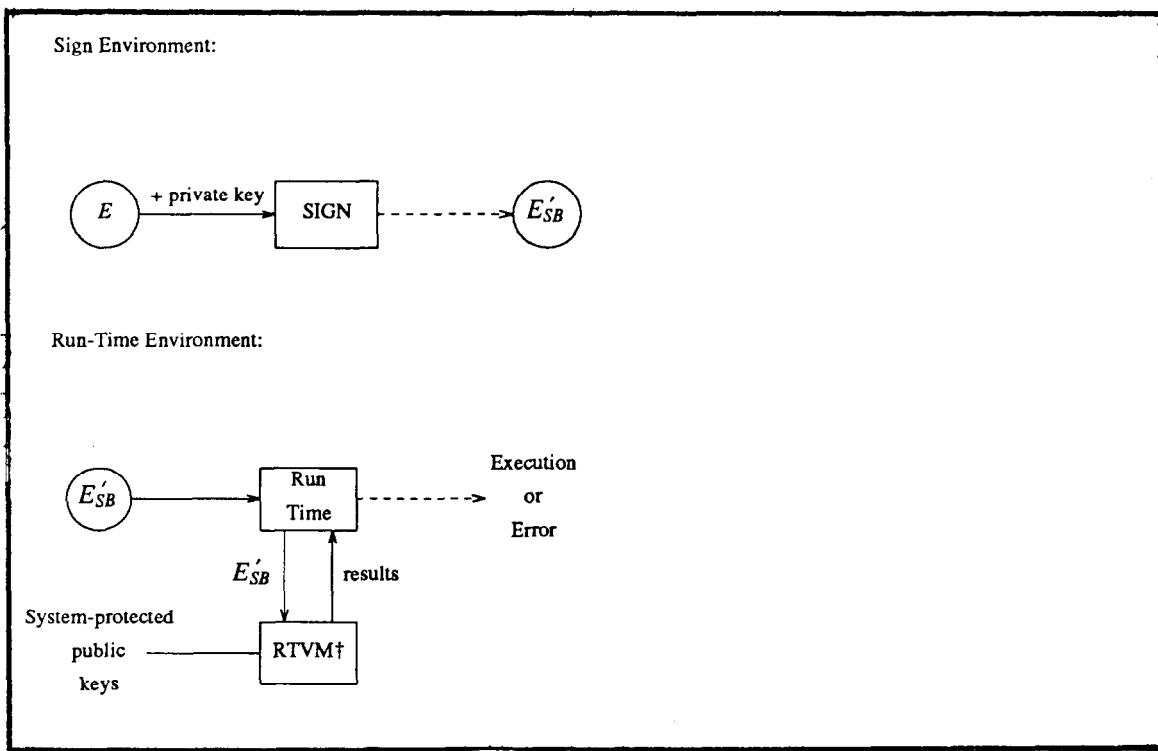 Sign Environment:
E
+ private key
SIGN
E′SB
Run-Time Environment:
E′SB
Run
Time
Execution
or
Error
E′SB
results
System-protected
public
keys
RTVM†